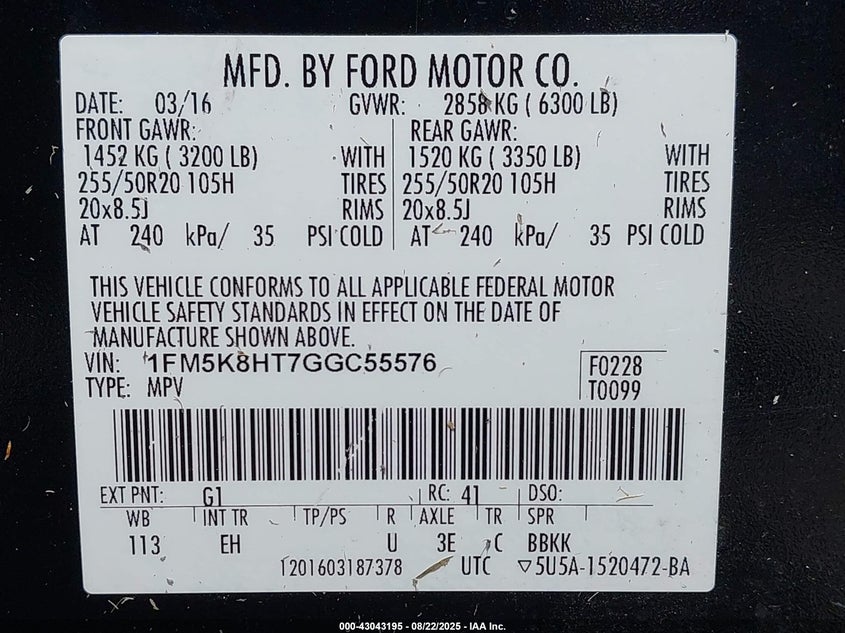 MFD. BY FORD MOTOR CO.
DATE: 03/16 GVWR: 2858 KG ( 6300 LB)
FRONT GAWR: REAR GAWR:
1452 KG ( 3200 LB) WITH 1520 KG ( 3350 LB) WITH
255/50R20 105H TIRES 255/50R20 105H TIRES
20x8.5J RIMS 20x8.5J RIMS
AT 240 kPa/ 35 PSI COLD AT 240 kPa/ 35 PSI COLD
THIS VEHICLE CONFORMS TO ALL APPLICABLE FEDERAL MOTOR
VEHICLE SAFETY STANDARDS IN EFFECT ON THE DATE OF
MANUFACTURE SHOWN ABOVE.
VIN: 1FM5K8HT7GGC55576 F0228
TYPE: MPV T0099
EXT PNT: G1 RC: 41 DSO:
WB INT TR TP/PS R AXLE TR SPR
113 EH U 3E C BBKK
1201603187378 UTC ▽5U5A-1520472-BA
000-43043195 - 08/22/2025 - IAA Inc.